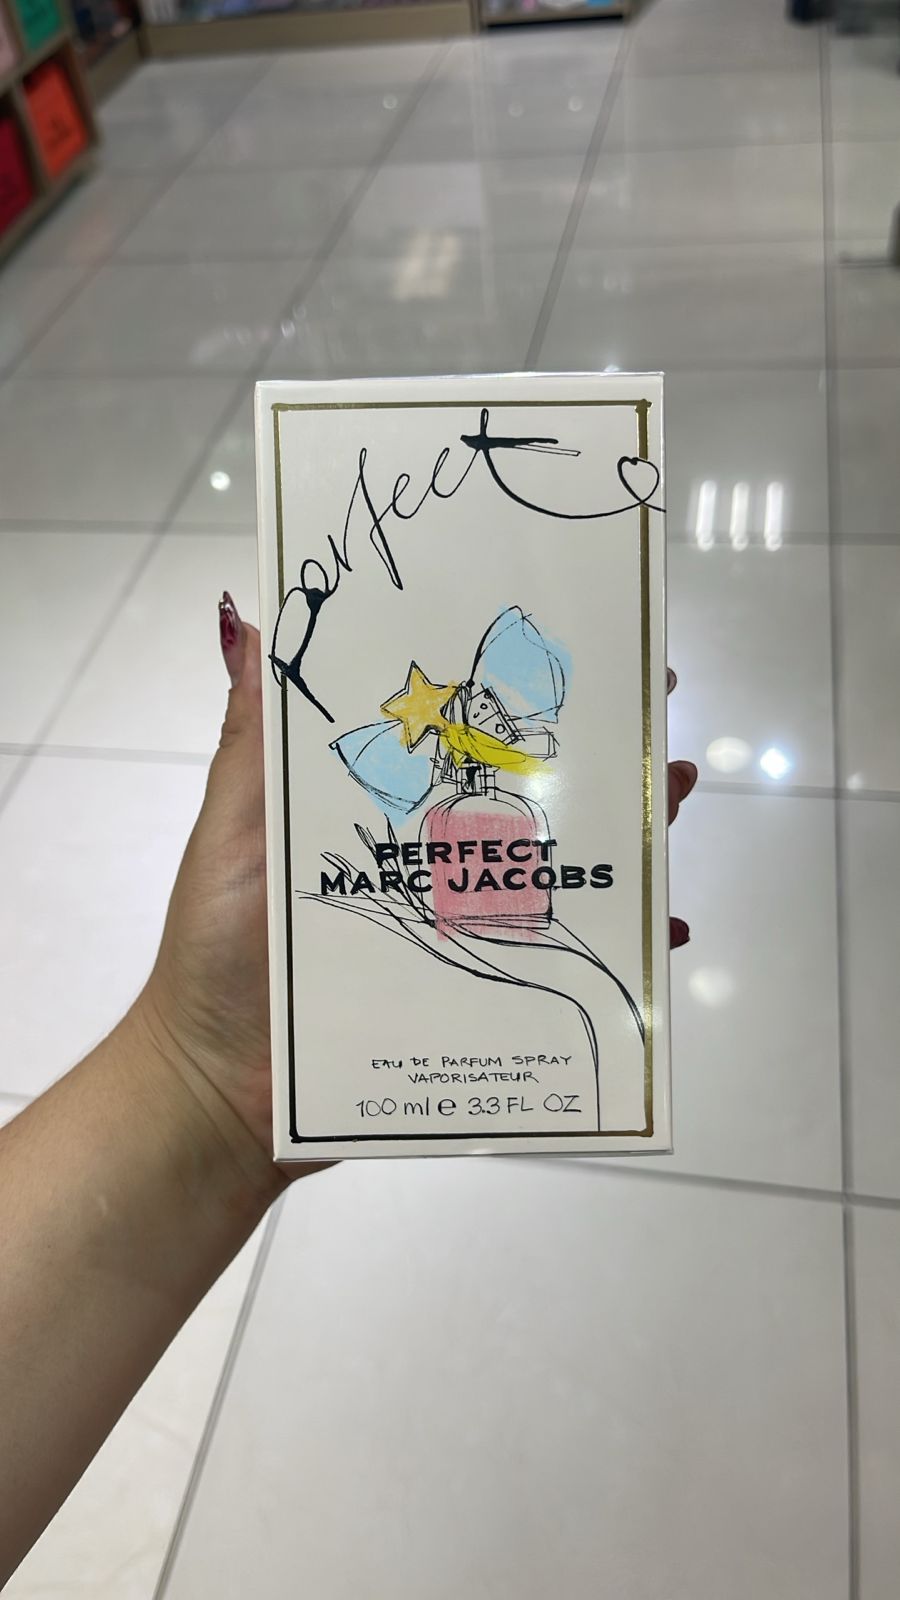 perfect
PERFECT
MARC JACOBS
EAU DE PARFUM SPRAY
VAPORISATEUR
100 ml e 3.3 FL OZ